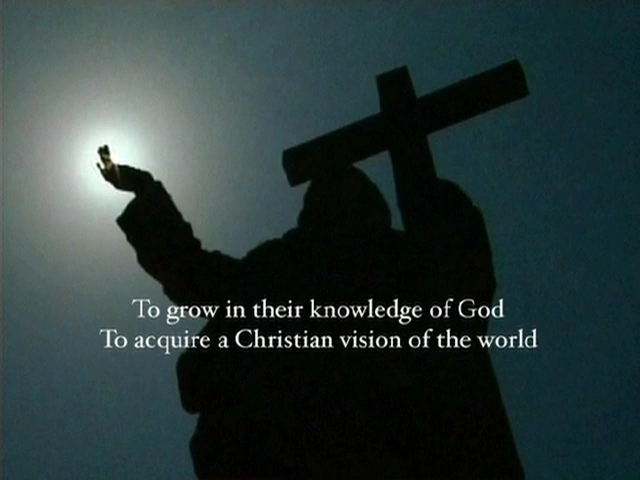 To grow in their knowledge of God
To acquire a Christian vision of the world